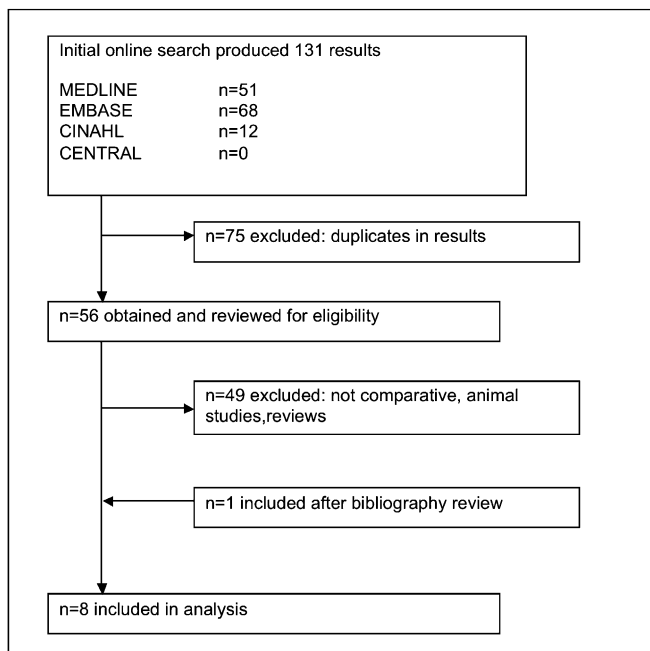 Initial online search produced 131 results
MEDLINE n=51
EMBASE n=68
CINAHL n=12
CENTRAL n=0
n=75 excluded: duplicates in results
n=56 obtained and reviewed for eligibility
n=49 excluded: not comparative, animal
studies,reviews
n=1 included after bibliography review
n=8 included in analysis